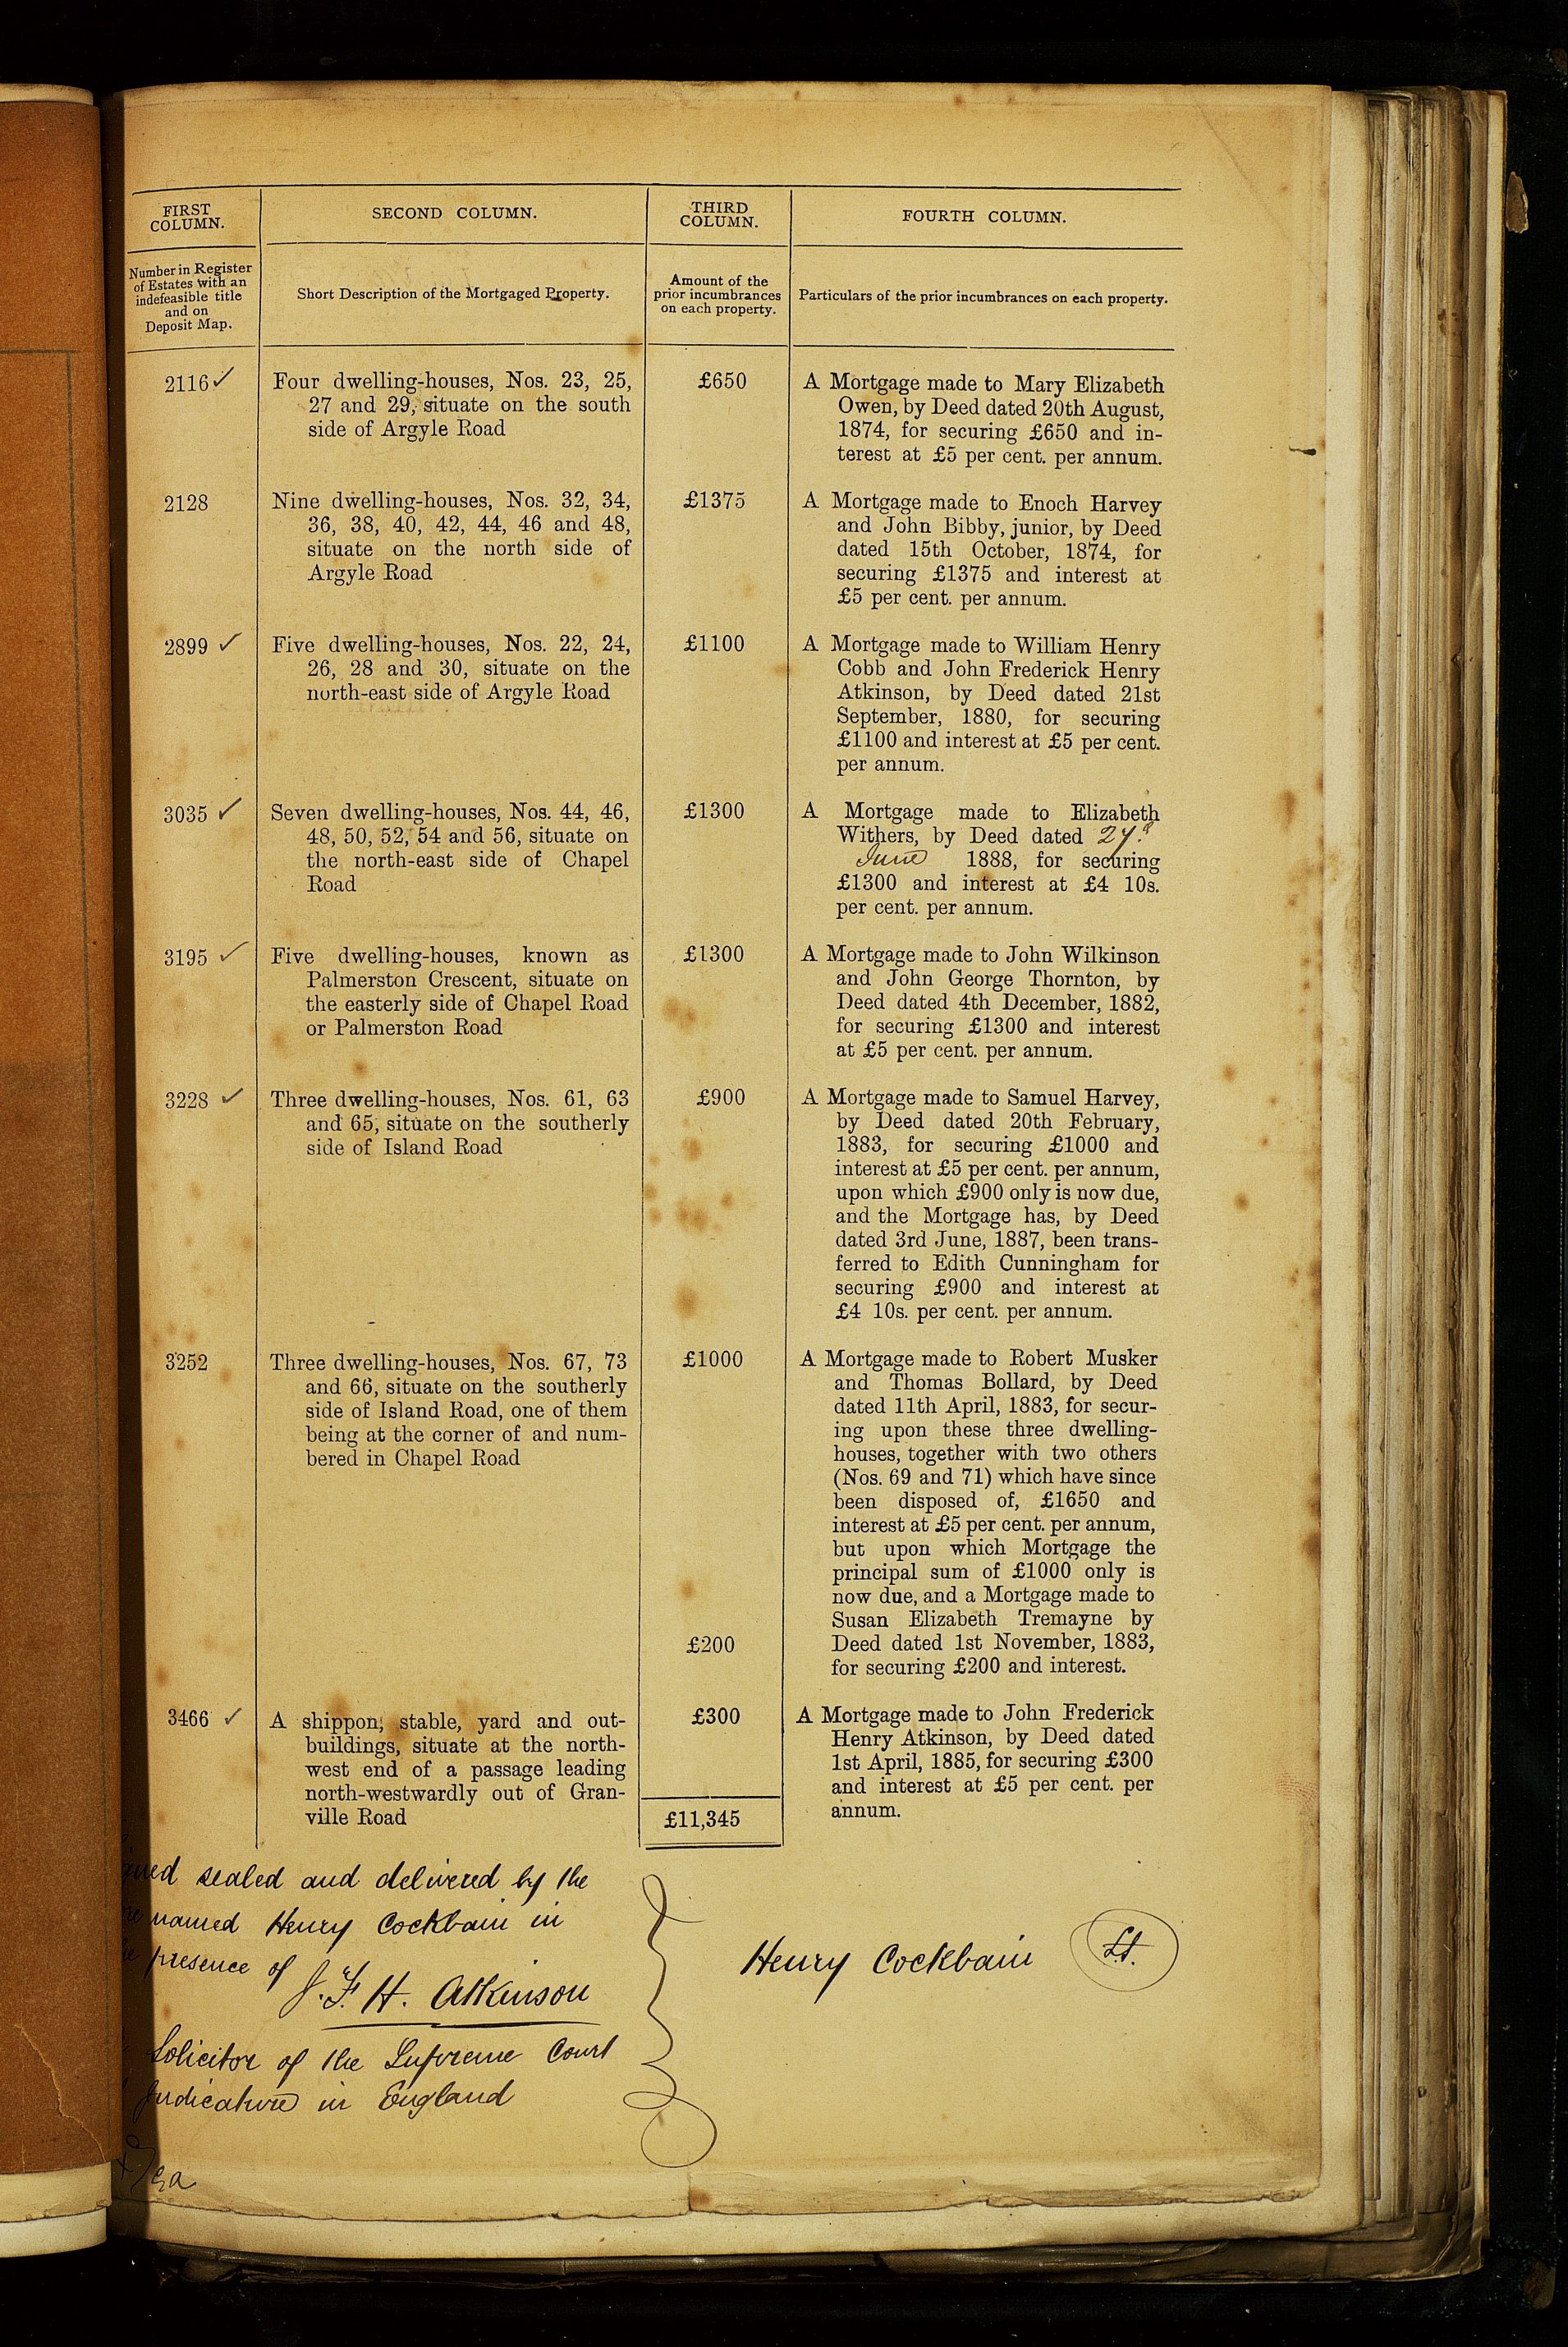 FIRST
COLUMN.
SECOND COLUMN.
THIRD
COLUMN.
FOURTH COLUMN.
Number in Register
of Estates with an
indefeasible title
and on
Deposit Map.
Short Description of the Mortgaged Property.
Amount of the
prior incumbrances
on each property.
Particulars of the prior incumbrances on each property.
2116 ✓
Four dwelling-houses, Nos. 23, 25,
27 and 29, situate on the south
side of Argyle Road
£650
A Mortgage made to Mary Elizabeth
Owen, by Deed dated 20th August,
1874, for securing £650 and in-
terest at £5 per cent. per annum.
2128
Nine dwelling-houses, Nos. 32, 34,
36, 38, 40, 42, 44, 46 and 48,
situate on the north side of
Argyle Road
£1375
A Mortgage made to Enoch Harvey
and John Bibby, junior, by Deed
dated 15th October, 1874, for
securing £1375 and interest at
£5 per cent. per annum.
2899 ✓
Five dwelling-houses, Nos. 22, 24,
26, 28 and 30, situate on the
north-east side of Argyle Road
£1100
A Mortgage made to William Henry
Cobb and John Frederick Henry
Atkinson, by Deed dated 21st
September, 1880, for securing
£1100 and interest at £5 per cent.
per annum.
3035 ✓
Seven dwelling-houses, Nos. 44, 46,
48, 50, 52, 54 and 56, situate on
the north-east side of Chapel
Road
£1300
A Mortgage made to Elizabeth
Withers, by Deed dated
June 1888, for securing
£1300 and interest at £4 10s.
per cent. per annum.
3195 ✓
Five dwelling-houses, known as
Palmerston Crescent, situate on
the easterly side of Chapel Road
or Palmerston Road
£1300
A Mortgage made to John Wilkinson
and John George Thornton, by
Deed dated 4th December, 1882,
for securing £1300 and interest
at £5 per cent. per annum.
3228 ✓
Three dwelling-houses, Nos. 61, 63
and 65, situate on the southerly
side of Island Road
£900
A Mortgage made to Samuel Harvey,
by Deed dated 20th February,
1883, for securing £1000 and
interest at £5 per cent. per annum,
upon which £900 only is now due,
and the Mortgage has, by Deed
dated 3rd June, 1887, been trans-
ferred to Edith Cunningham for
securing £900 and interest at
£4 10s. per cent. per annum.
3252
Three dwelling-houses, Nos. 67, 73
and 66, situate on the southerly
side of Island Road, one of them
being at the corner of and num-
bered in Chapel Road
£1000
A Mortgage made to Robert Musker
and Thomas Bollard, by Deed
dated 11th April, 1883, for secur-
ing upon these three dwelling-
houses, together with two others
(Nos. 69 and 71) which have since
been disposed of, £1650 and
interest at £5 per cent. per annum,
but upon which Mortgage the
principal sum of £1000 only is
now due, and a Mortgage made to
Susan Elizabeth Tremayne by
£200
Deed dated 1st November, 1883,
for securing £200 and interest.
3466 ✓
A shippon, stable, yard and out-
buildings, situate at the north-
west end of a passage leading
north-westwardly out of Gran-
ville Road
£300
A Mortgage made to John Frederick
Henry Atkinson, by Deed dated
1st April, 1885, for securing £300
and interest at £5 per cent. per
annum.
£11,345
sealed and delivered by the
named Henry Cockbain in
presence of
J. F. H. Atkinson
Solicitor of the Supreme Court
Judicature in England
Henry Cockbain